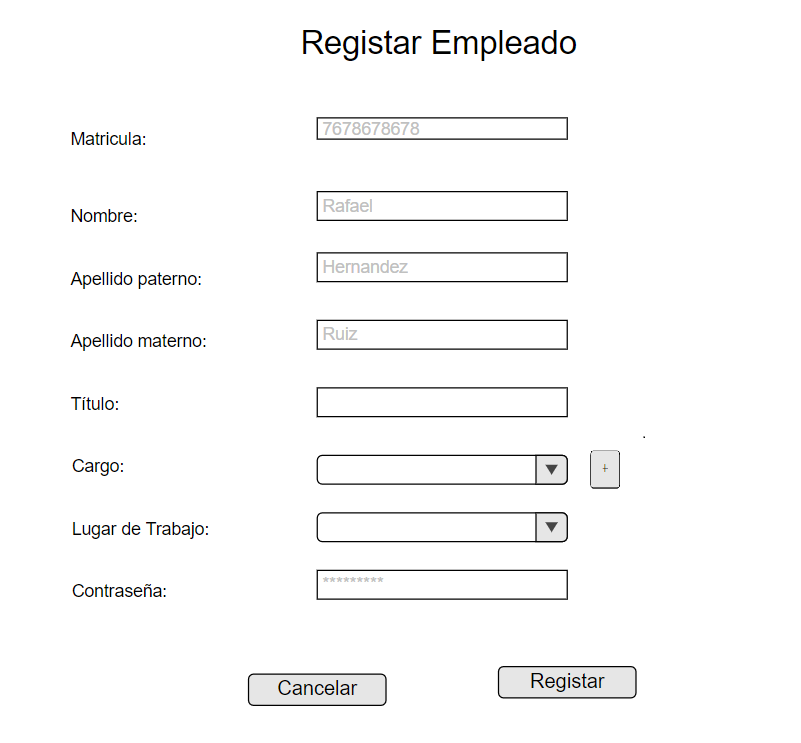 Registar Empleado
Matricula: 7678678678
Nombre: Rafael
Apellido paterno: Hernandez
Apellido materno: Ruiz
Título:
.
Cargo: +
Lugar de Trabajo:
Contraseña: *********
Cancelar Registar